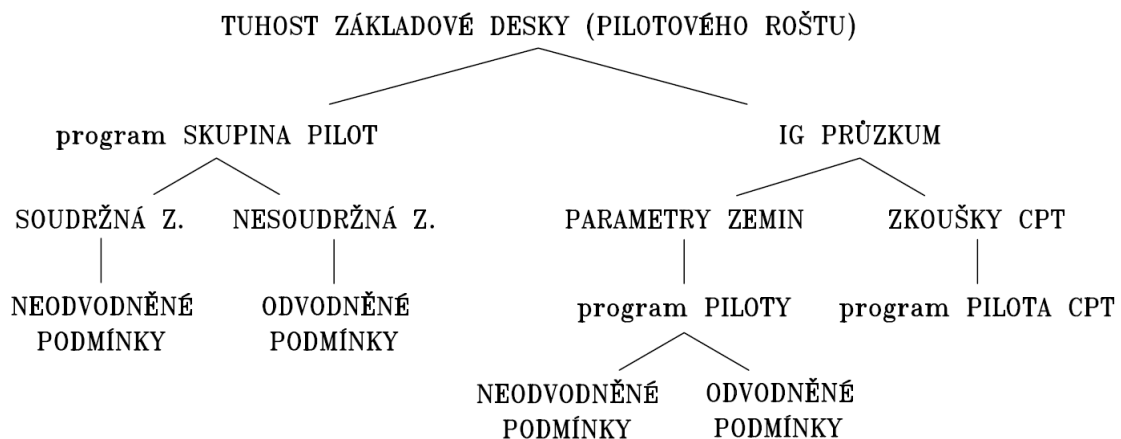 TUHOST ZÁKLADOVÉ DESKY (PILOTOVÉHO ROŠTU)
program SKUPINA PILOT
IG PRŮZKUM
SOUDRŽNÁ Z.
NESOUDRŽNÁ Z.
PARAMETRY ZEMIN
ZKOUŠKY CPT
NEODVODNĚNÉ
PODMÍNKY
ODVODNĚNÉ
PODMÍNKY
program PILOTY
program PILOTA CPT
NEODVODNĚNÉ
PODMÍNKY
ODVODNĚNÉ
PODMÍNKY